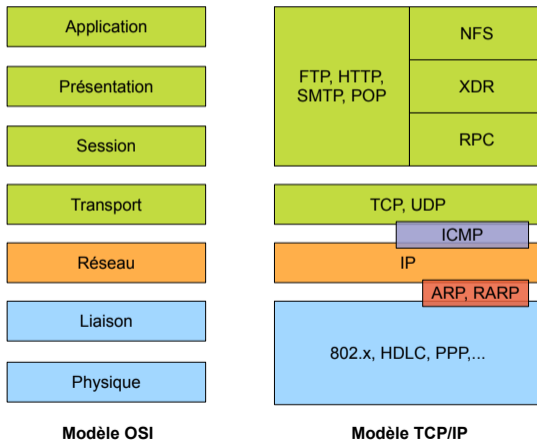 Application
Présentation
Session
Transport
Réseau
Liaison
Physique
Modèle OSI
FTP, HTTP,
SMTP, POP
NFS
XDR
RPC
TCP, UDP
ICMP
IP
ARP, RARP
802.x, HDLC, PPP,...
Modèle TCP/IP